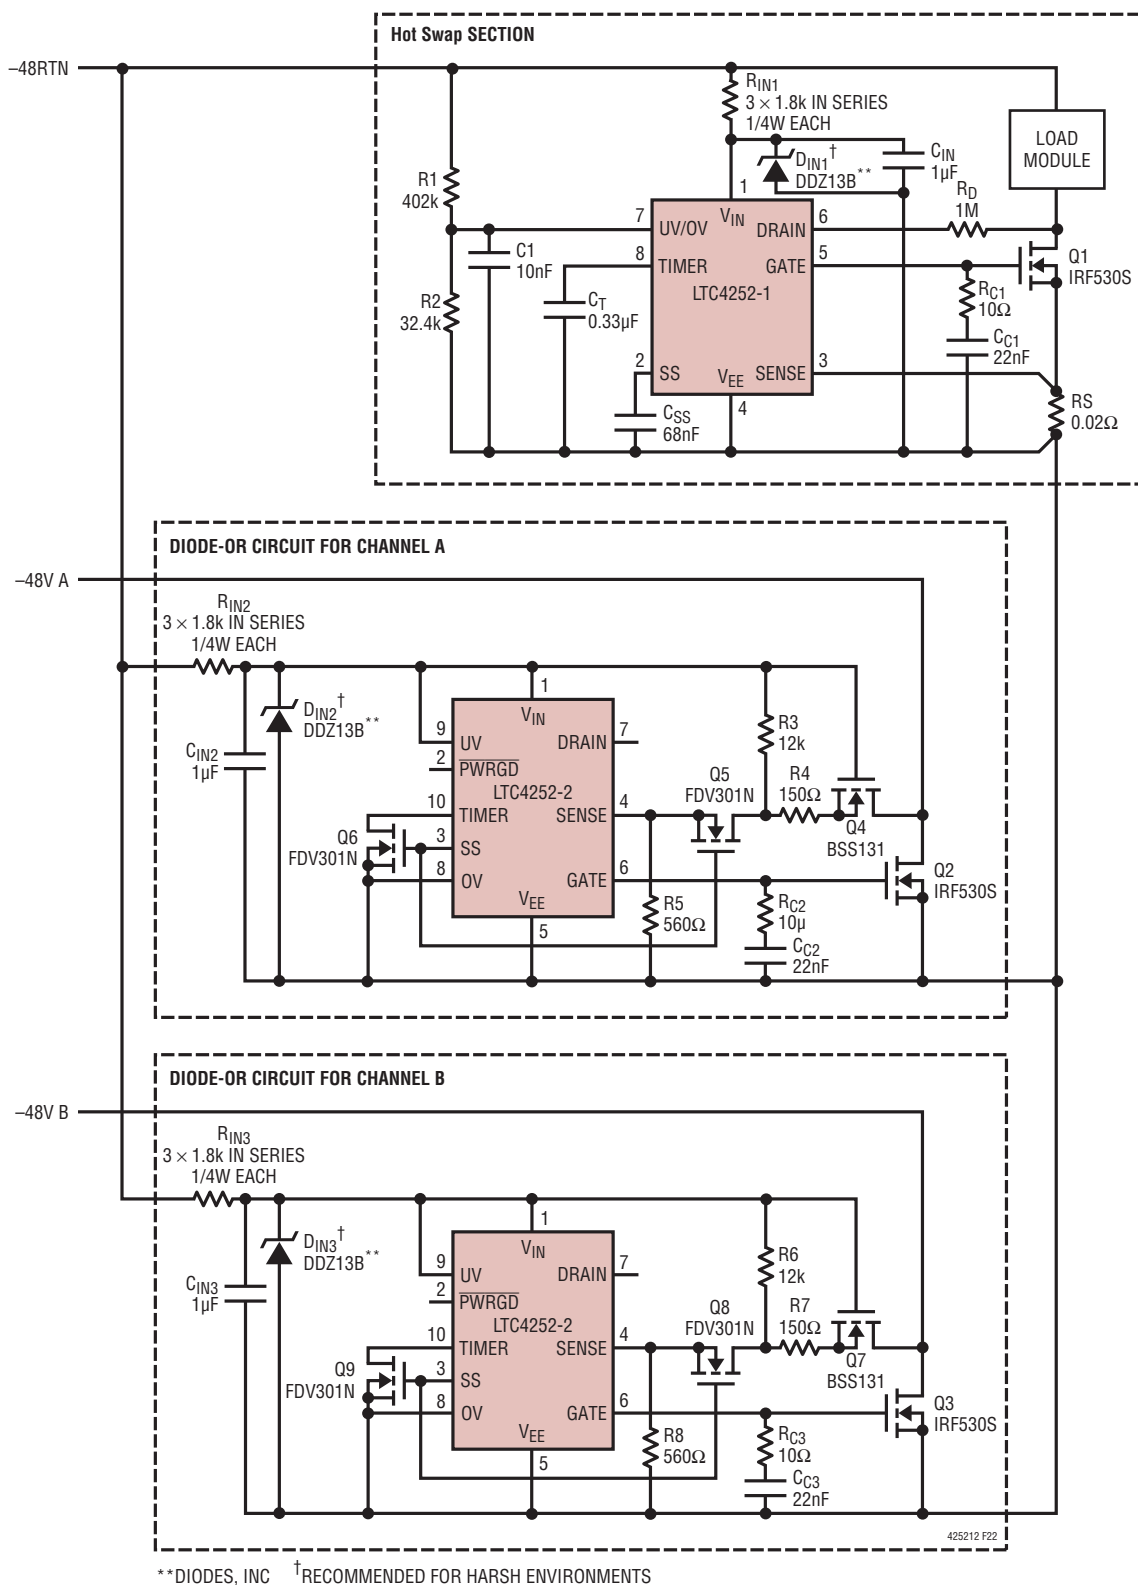 Hot Swap SECTION
–48RTN
RIN1
3 × 1.8k IN SERIES
1/4W EACH
LOAD
MODULE
DIN1†
DDZ13B**
CIN
1µF
R1
402k
1
RD
1M
7
UV/OV
VIN
DRAIN
6
C1
10nF
8
TIMER
GATE
5
Q1
IRF530S
LTC4252-1
R2
32.4k
CT
0.33µF
RC1
10Ω
CC1
22nF
2
SS
VEE
SENSE
3
4
RS
0.02Ω
CSS
68nF
DIODE-OR CIRCUIT FOR CHANNEL A
–48V A
RIN2
3 × 1.8k IN SERIES
1/4W EACH
1
DIN2†
DDZ13B**
CIN2
1µF
VIN
9
UV
DRAIN
7
R3
12k
2
PWRGD
LTC4252-2
Q5
FDV301N
R4
150Ω
10
TIMER
SENSE
4
Q4
BSS131
Q6
FDV301N
3
SS
8
OV
GATE
6
Q2
IRF530S
VEE
5
R5
560Ω
RC2
10µ
CC2
22nF
DIODE-OR CIRCUIT FOR CHANNEL B
–48V B
RIN3
3 × 1.8k IN SERIES
1/4W EACH
1
DIN3†
DDZ13B**
CIN3
1µF
VIN
9
UV
DRAIN
7
R6
12k
2
PWRGD
LTC4252-2
Q8
FDV301N
R7
150Ω
10
TIMER
SENSE
4
Q7
BSS131
Q9
FDV301N
3
SS
8
OV
GATE
6
Q3
IRF530S
VEE
5
R8
560Ω
RC3
10Ω
CC3
22nF
425212 F22
**DIODES, INC †RECOMMENDED FOR HARSH ENVIRONMENTS